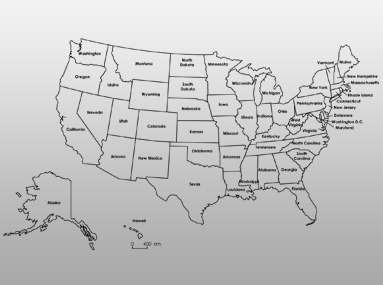 Washington
Oregon
California
Nevada
Idaho
Montana
Wyoming
Utah
Arizona
Colorado
New Mexico
North
Dakota
South
Dakota
Nebraska
Kansas
Oklahoma
Texas
Minnesota
Iowa
Missouri
Arkansas
Louisiana
Wisconsin
Illinois
Michigan
Indiana
Ohio
Kentucky
Tennessee
Mississippi
Alabama
Georgia
Florida
South
Carolina
North Carolina
Virginia
West
Virginia
Pennsylvania
New York
Vermont
Maine
New Hampshire
Massachusetts
Rhode Island
Connecticut
New Jersey
Delaware
Washington D.C
Maryland
Alaska
Hawaii
0 400 km